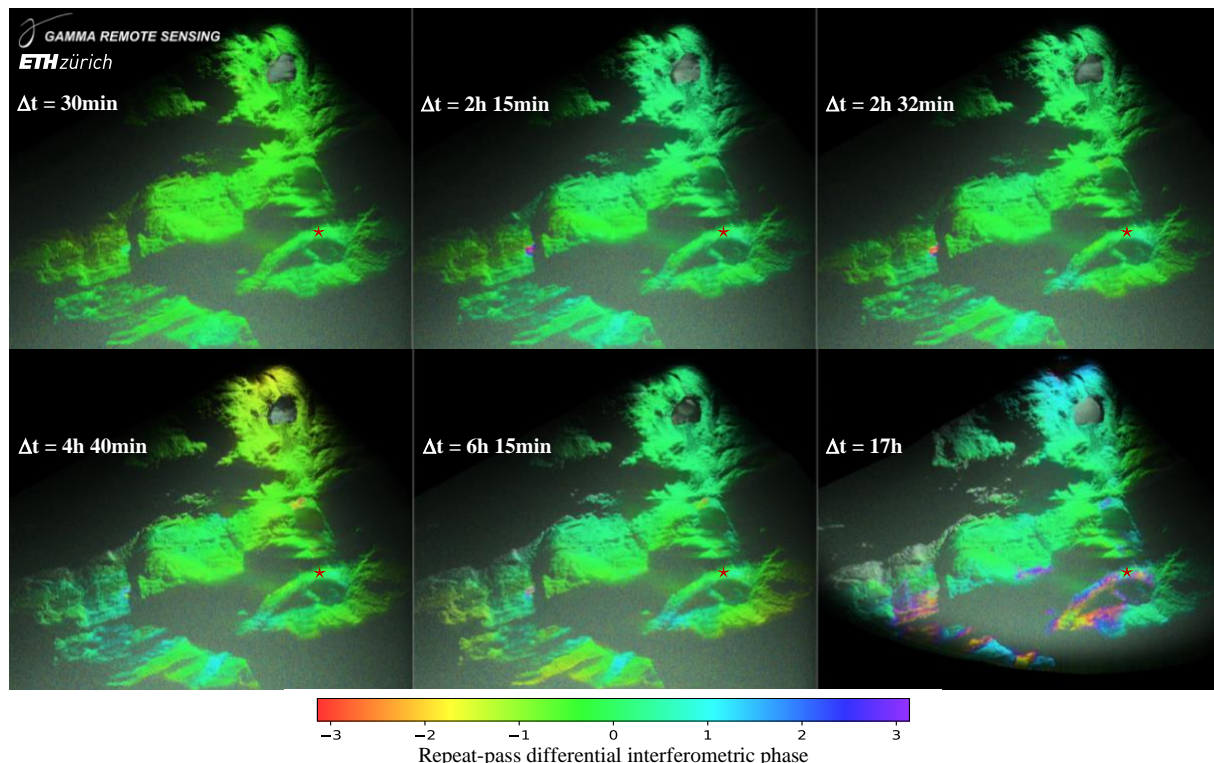 GAMMA REMOTE SENSING
ETH zürich
Δt = 30min
Δt = 2h 15min
Δt = 2h 32min
Δt = 4h 40min
Δt = 6h 15min
Δt = 17h
−3 −2 −1 0 1 2 3
Repeat-pass differential interferometric phase